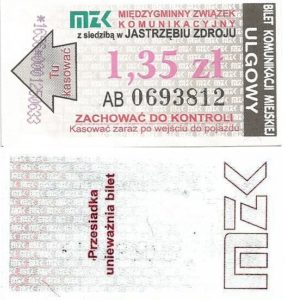 MZK MIĘDZYGMINNY ZWIĄZEK
KOMUNIKACYJNY
z siedzibą w JASTRZĘBIU ZDROJU
1,35 zł
AB 0693812
ZACHOWAĆ DO KONTROLI
Kasować zaraz po wejściu do pojazdu
Tu
kasować
BILET KOMUNIKACJI MIEJSKIEJ
ULGOWY
Przesiadka
unieważnia bilet
MZK